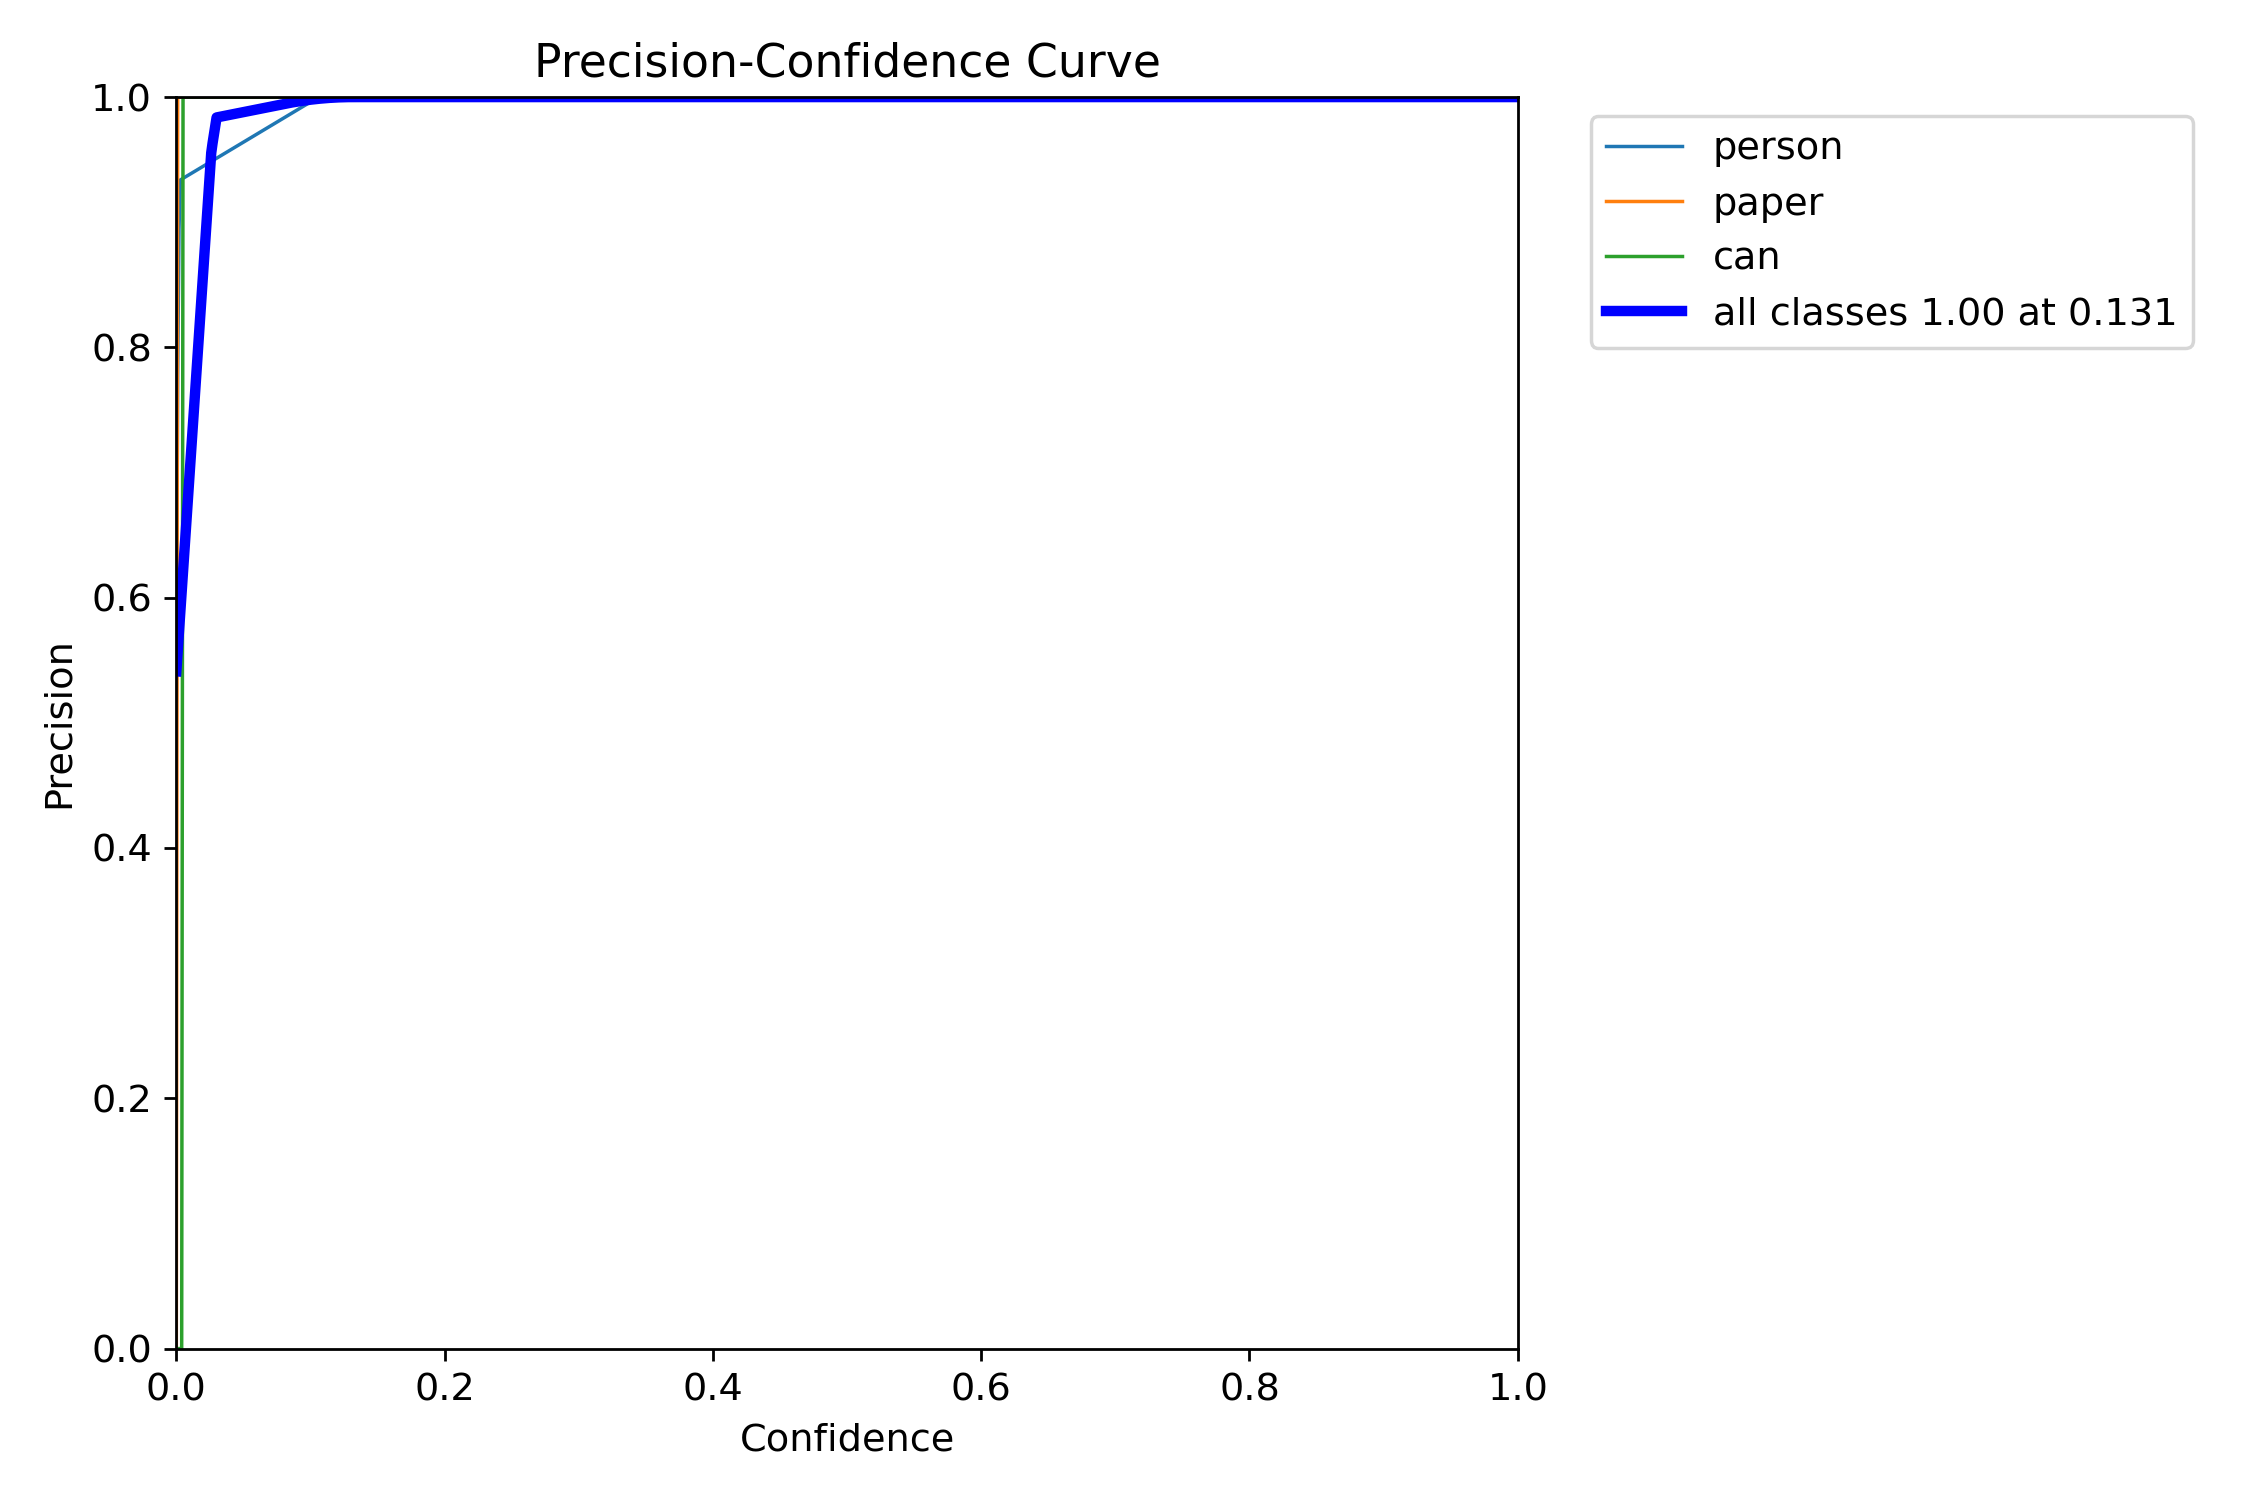 Precision-Confidence Curve
1.0
0.8
0.6
0.4
0.2
0.0
Precision
0.0 0.2 0.4 0.6 0.8 1.0
Confidence
person
paper
can
all classes 1.00 at 0.131